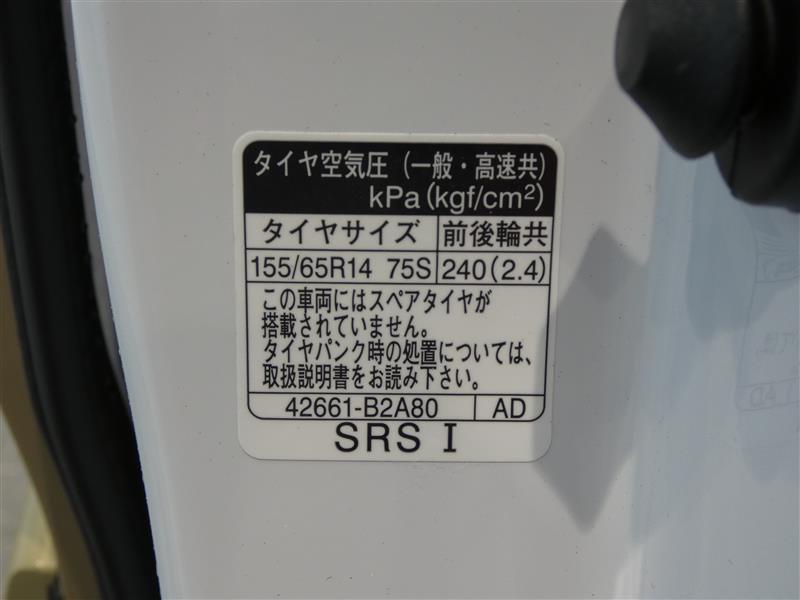 タイヤ空気圧（一般・高速共）
kPa(kgf/cm²)
タイヤサイズ 前後輪共
155/65R14 75S 240(2.4)
この車両にはスペアタイヤが
搭載されていません。
タイヤパンク時の処置については、
取扱説明書をお読み下さい。
42661-B2A80 AD
SRS I